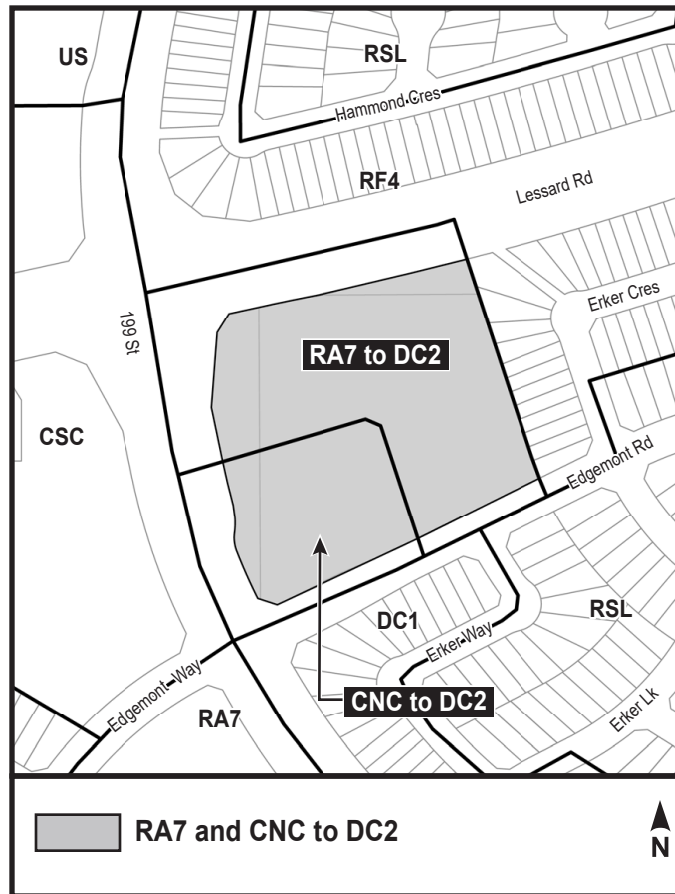 US
RSL
Hammond Cres
RF4
Lessard Rd
Erker Cres
199 St
RA7 to DC2
CSC
Edgemont Rd
DC1
RSL
Erker Way
Edgemont Way
CNC to DC2
RA7
Erker Lk
RA7 and CNC to DC2
N